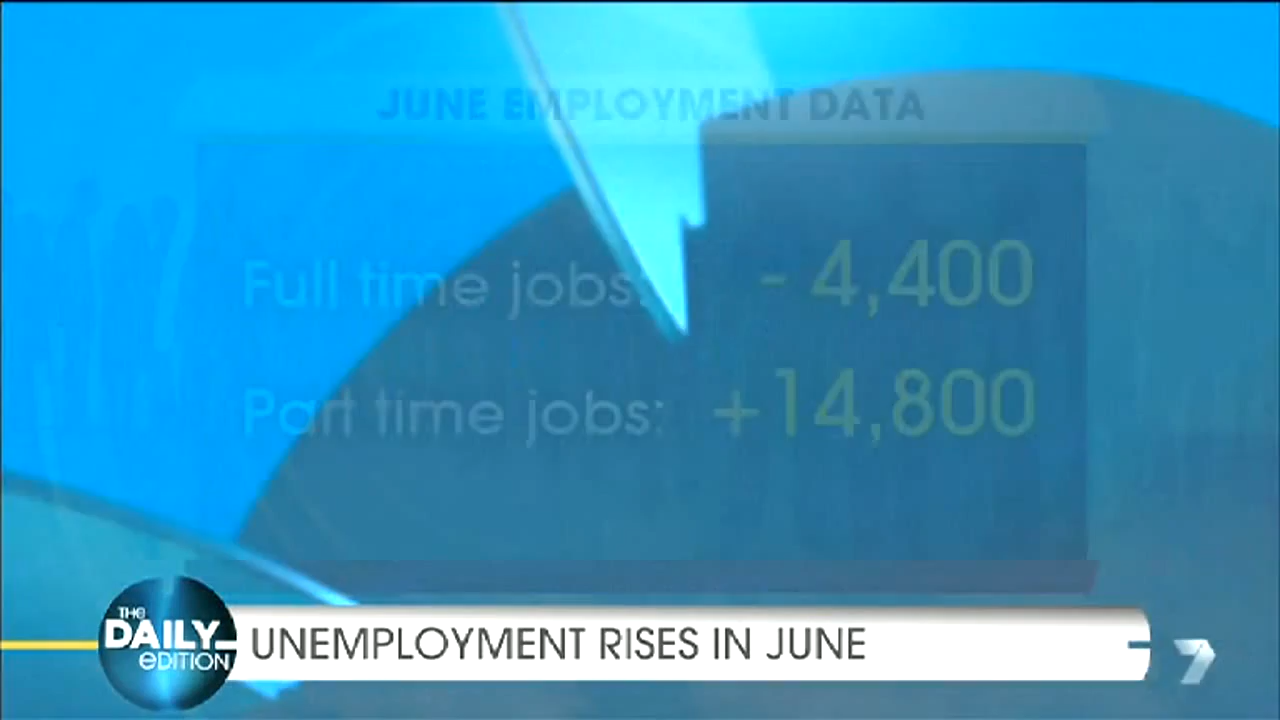 JUNE EMPLOYMENT DATA
Full time jobs: - 4,400
Part time jobs: +14,800
THE
DAILY
eDITION
UNEMPLOYMENT RISES IN JUNE
7